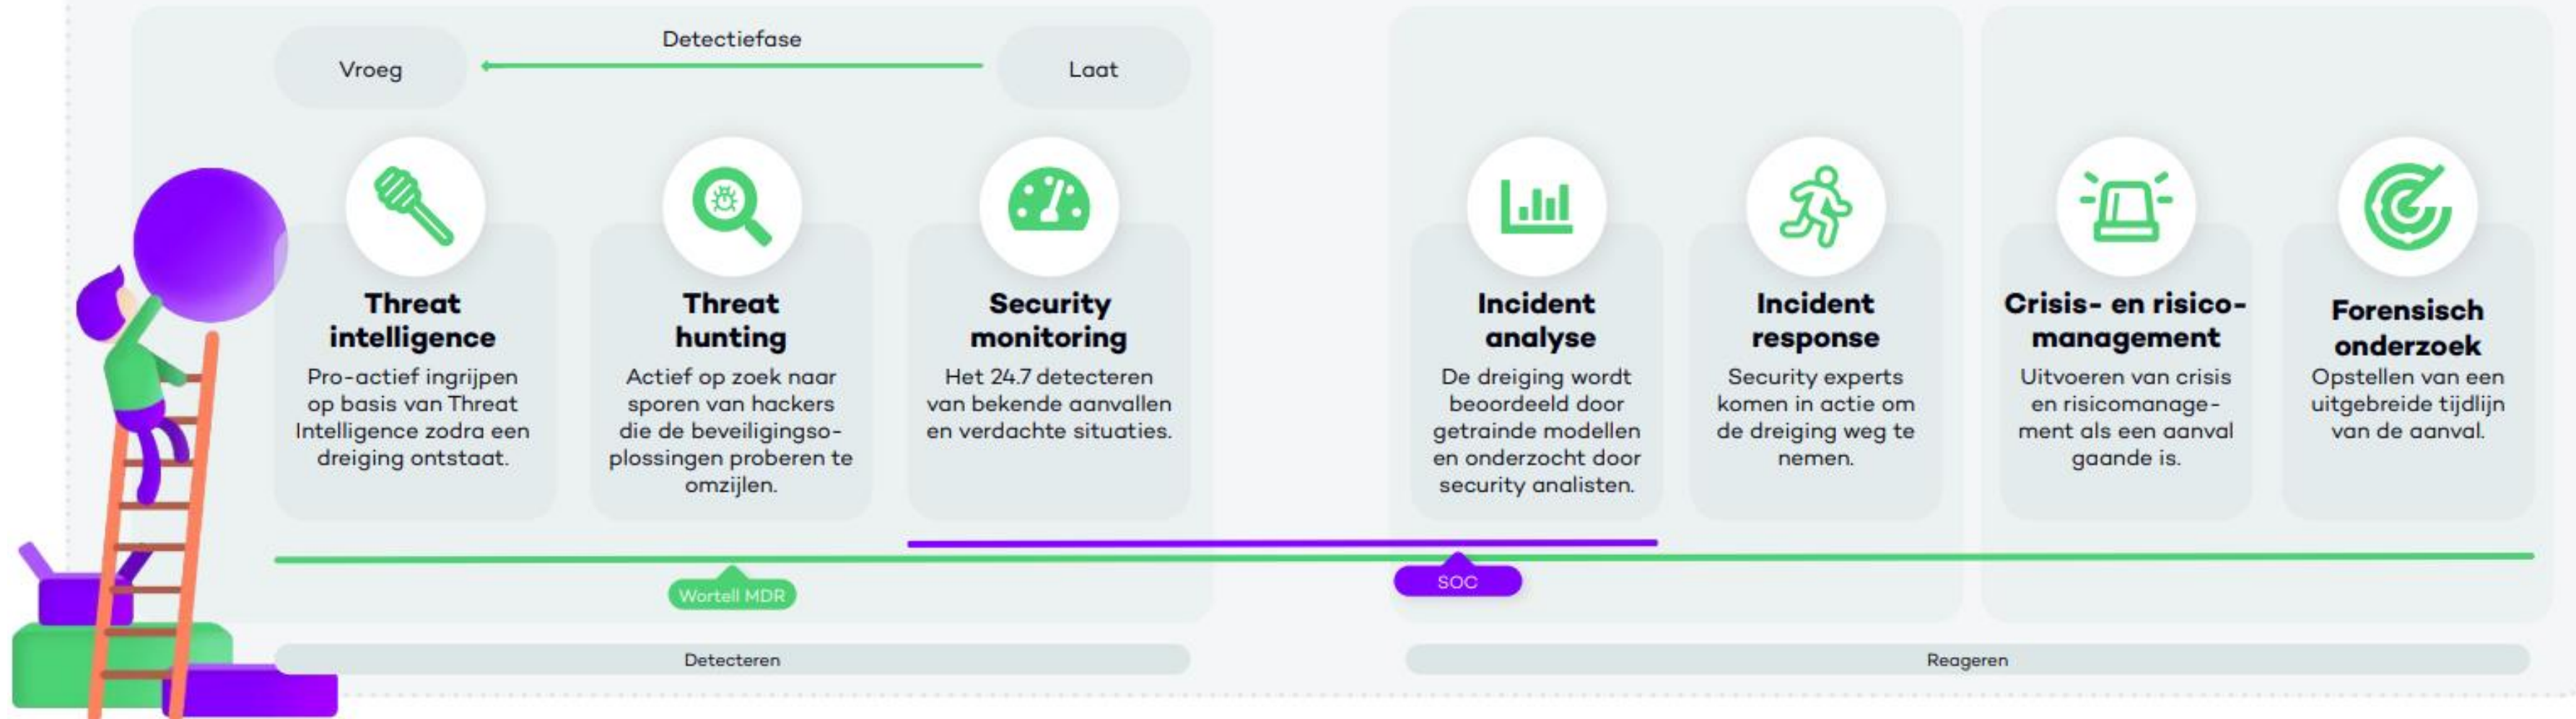 Detectiefase
Vroeg
Laat
Threat
intelligence
Pro-actief ingrijpen
op basis van Threat
Intelligence zodra een
dreiging ontstaat.
Threat
hunting
Actief op zoek naar
sporen van hackers
die de beveiligingso-
plossingen proberen te
omzijlen.
Security
monitoring
Het 24.7 detecteren
van bekende aanvallen
en verdachte situaties.
Incident
analyse
De dreiging wordt
beoordeeld door
getrainde modellen
en onderzocht door
security analisten.
Incident
response
Security experts
komen in actie om
de dreiging weg te
nemen.
Crisis- en risico-
management
Uitvoeren van crisis
en risicomanage-
ment als een aanval
gaande is.
Forensisch
onderzoek
Opstellen van een
uitgebreide tijdlijn
van de aanval.
Wortell MDR
SOC
Detecteren
Reageren